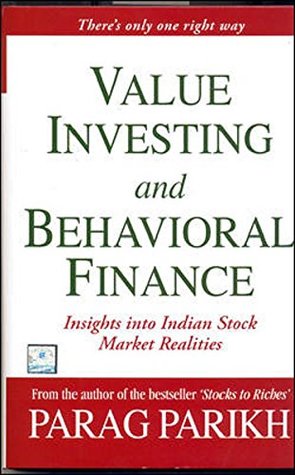 There's only one right way
VALUE
INVESTING
and
BEHAVIORAL
FINANCE
Insights into Indian Stock
Market Realities
From the author of the bestseller 'Stocks to Riches'
PARAG PARIKH